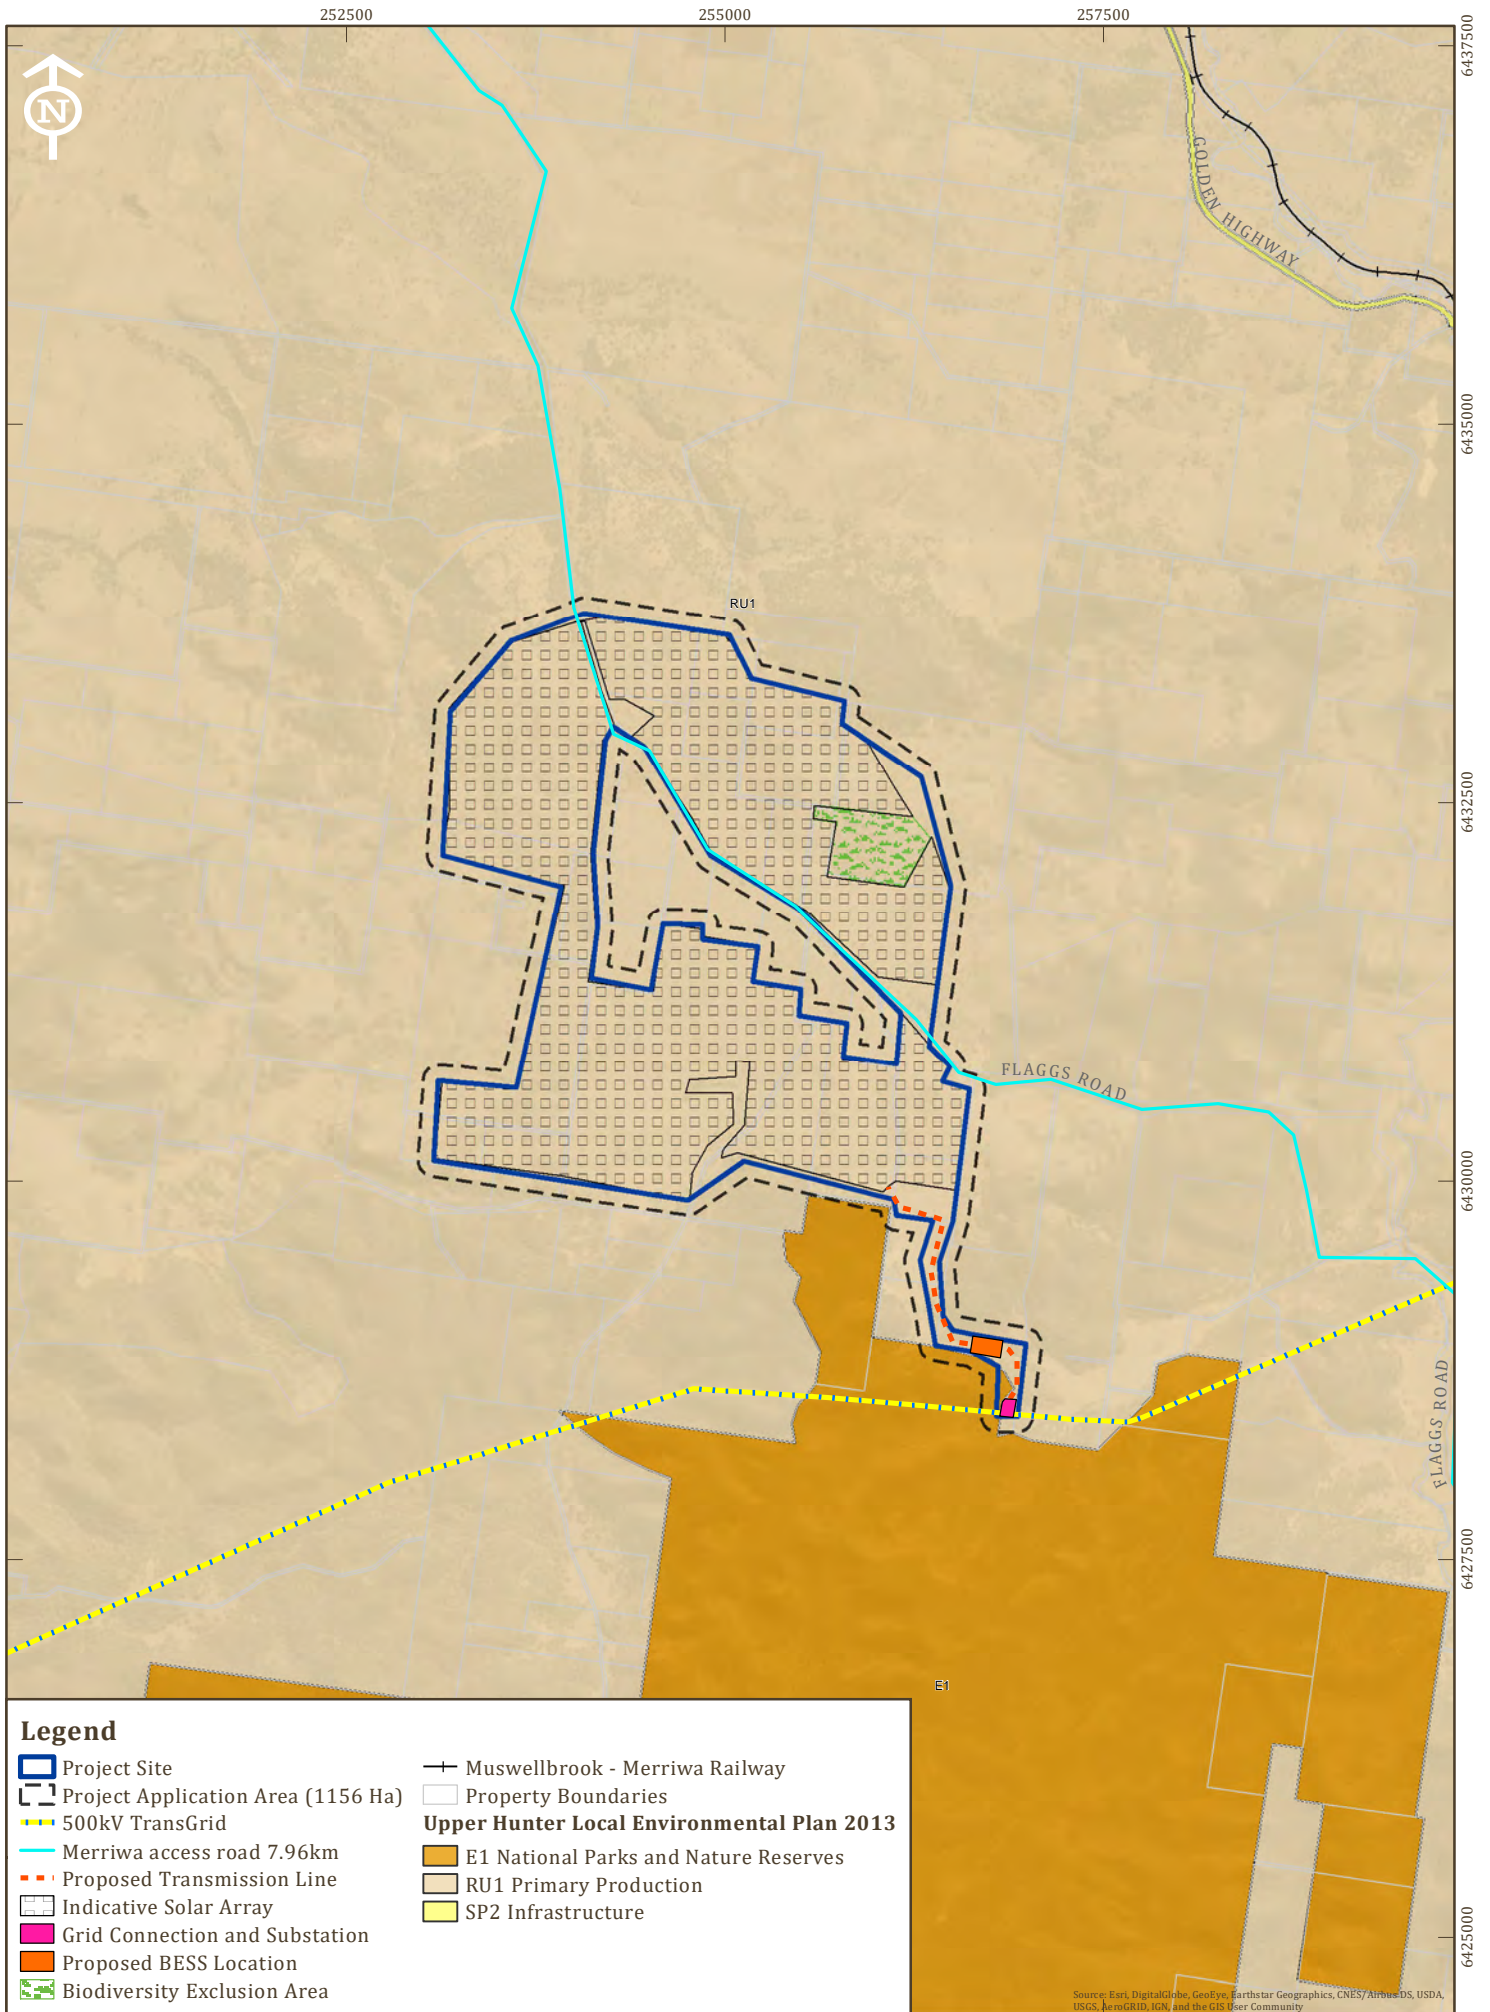 252500
255000
257500
6437500
N
GOLDEN HIGHWAY
6435000
RU1
6432500
FLAGGS ROAD
6430000
FLAGGS ROAD
6427500
E1
Legend
Project Site
Project Application Area (1156 Ha)
500kV TransGrid
Merriwa access road 7.96km
Proposed Transmission Line
Indicative Solar Array
Grid Connection and Substation
Proposed BESS Location
Biodiversity Exclusion Area
Muswellbrook - Merriwa Railway
Property Boundaries
Upper Hunter Local Environmental Plan 2013
E1 National Parks and Nature Reserves
RU1 Primary Production
SP2 Infrastructure
6425000
Source: Esri, DigitalGlobe, GeoEye, Earthstar Geographics, CNES/Airbus DS, USDA,
USGS, AeroGRID, IGN, and the GIS User Community